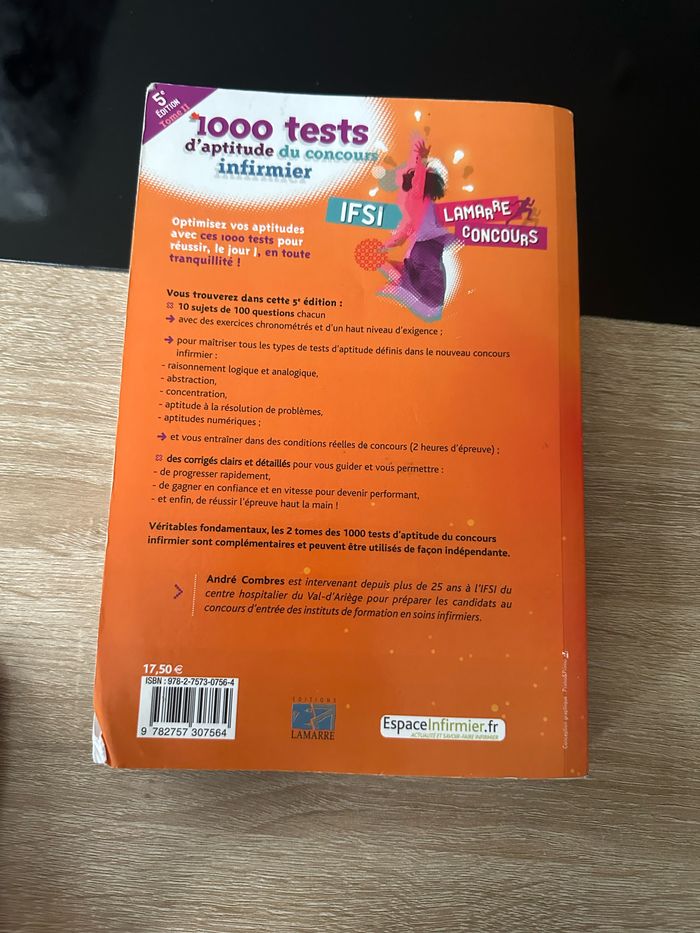 5e
ÉDITION
Tome II
1000 tests
d'aptitude du concours
infirmier
IFSI
LAMARRE
CONCOURS
Optimisez vos aptitudes
avec ces 1000 tests pour
réussir, le jour J, en toute
tranquillité !
Vous trouverez dans cette 5e édition :
10 sujets de 100 questions chacun
➔ avec des exercices chronométrés et d'un haut niveau d'exigence ;
➔ pour maîtriser tous les types de tests d'aptitude définis dans le nouveau concours
infirmier :
- raisonnement logique et analogique,
- abstraction,
- concentration,
- aptitude à la résolution de problèmes,
- aptitudes numériques ;
➔ et vous entraîner dans des conditions réelles de concours (2 heures d'épreuve) ;
des corrigés clairs et détaillés pour vous guider et vous permettre :
- de progresser rapidement,
- de gagner en confiance et en vitesse pour devenir performant,
- et enfin, de réussir l'épreuve haut la main !
Véritables fondamentaux, les 2 tomes des 1000 tests d'aptitude du concours
infirmier sont complémentaires et peuvent être utilisés de façon indépendante.
André Combres est intervenant depuis plus de 25 ans à l'IFSI du
centre hospitalier du Val-d'Ariège pour préparer les candidats au
concours d'entrée des instituts de formation en soins infirmiers.
17,50 €
ISBN : 978-2-7573-0756-4
9 782757 307564
EDITIONS
LAMARRE
EspaceInfirmier.fr
ACTUALITÉ ET SAVOIR-FAIRE INFIRMIER
Conception graphique :